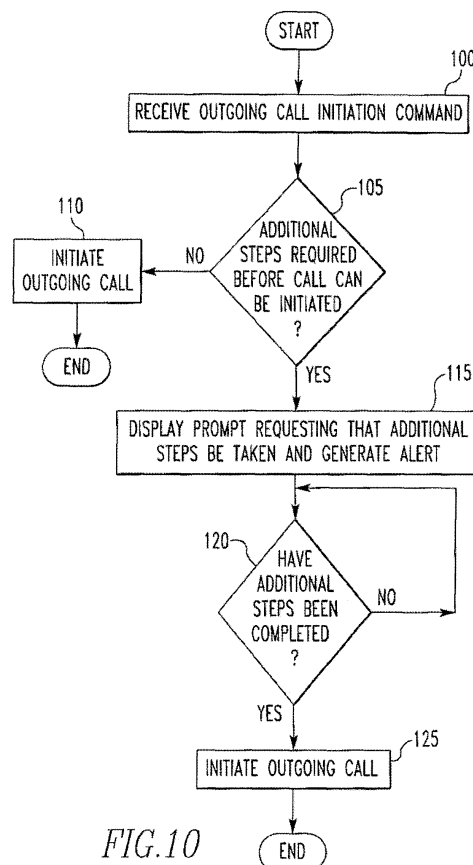 START
100
RECEIVE OUTGOING CALL INITIATION COMMAND
105
110
ADDITIONAL
STEPS REQUIRED
BEFORE CALL CAN
BE INITIATED
?
NO
INITIATE
OUTGOING CALL
END
YES
115
DISPLAY PROMPT REQUESTING THAT ADDITIONAL
STEPS BE TAKEN AND GENERATE ALERT
120
HAVE
ADDITIONAL
STEPS BEEN
COMPLETED
?
NO
YES
125
INITIATE OUTGOING CALL
END
FIG.10